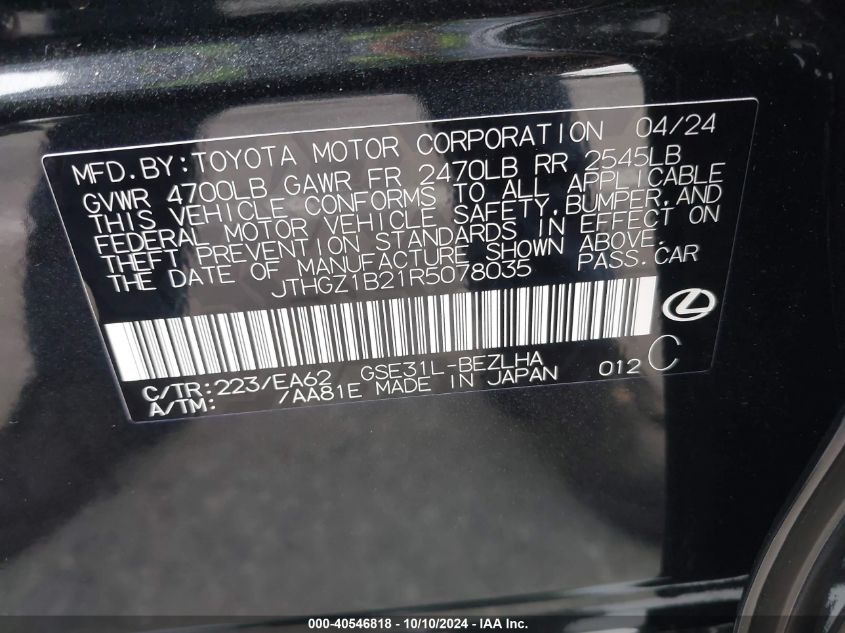 MFD.BY:TOYOTA MOTOR CORPORATION 04/24
GVWR 4700LB GAWR FR 2470LB RR 2545LB
THIS VEHICLE CONFORMS TO ALL APPLICABLE
FEDERAL MOTOR VEHICLE SAFETY,BUMPER,AND
THEFT PREVENTION STANDARDS IN EFFECT ON
THE DATE OF MANUFACTURE SHOWN ABOVE.
JTHGZ1B21R5078035 PASS.CAR
C/TR:223/EA62 GSE31L-BEZLHA 012 C
A/TM: /AA81E MADE IN JAPAN
000-40546818 - 10/10/2024 - IAA Inc.